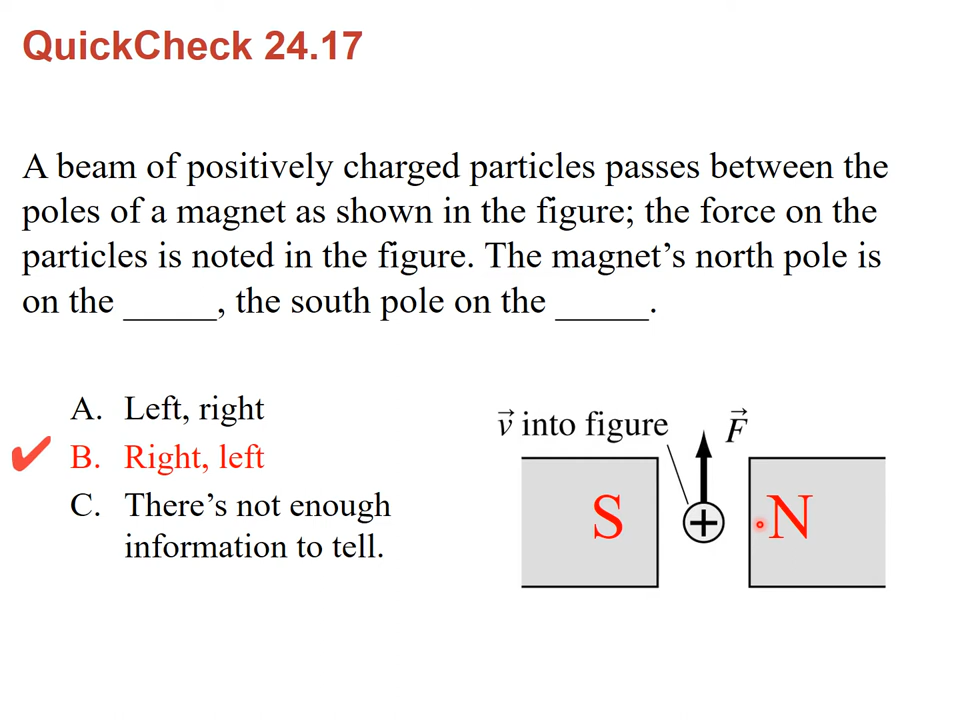 QuickCheck 24.17
A beam of positively charged particles passes between the
poles of a magnet as shown in the figure; the force on the
particles is noted in the figure. The magnet’s north pole is
on the _____, the south pole on the _____.
A. Left, right
✔ B. Right, left
C. There’s not enough
information to tell.
v⃗ into figure
F⃗
S + N